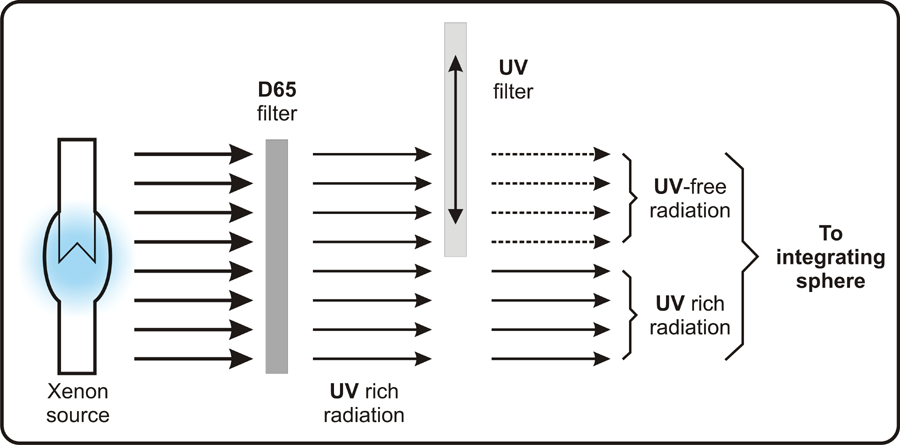 D65
filter
UV
filter
UV-free
radiation
To
integrating
sphere
UV rich
radiation
Xenon
source
UV rich
radiation